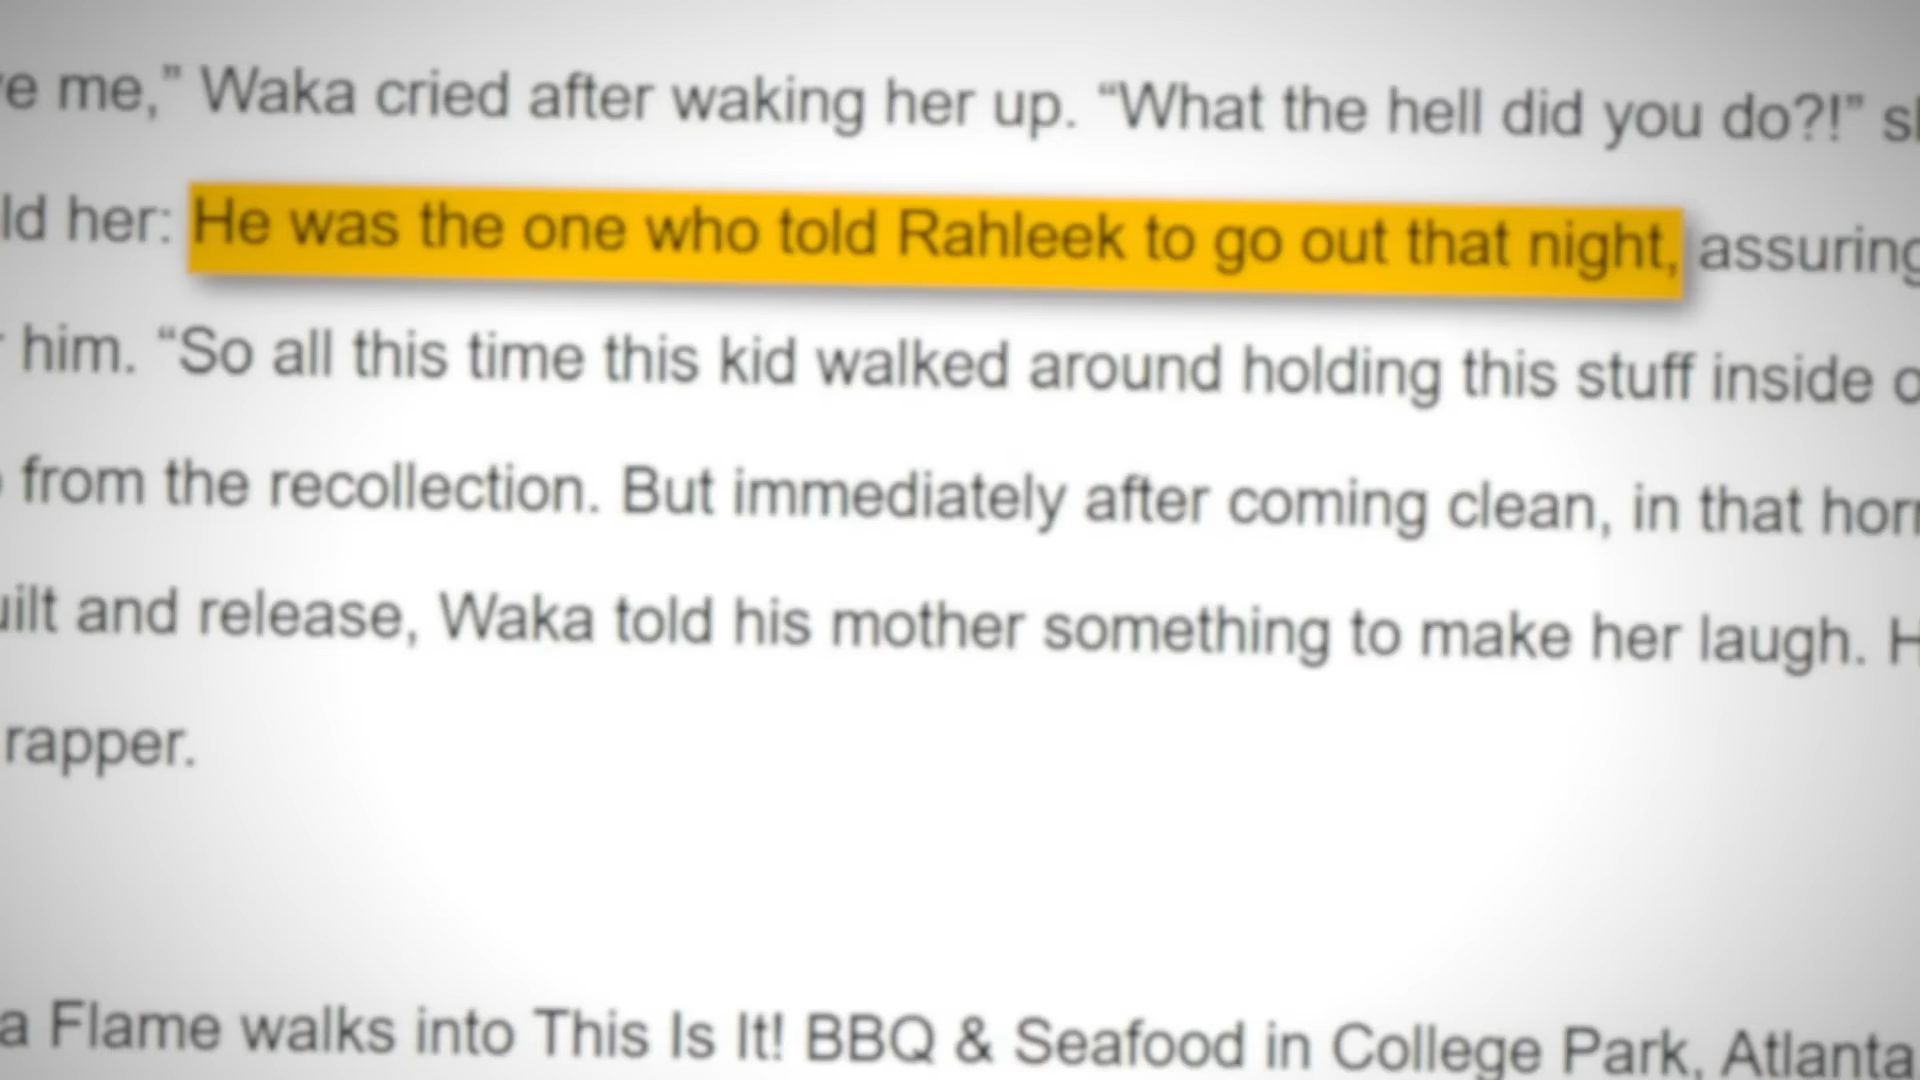 me,” Waka cried after waking her up. “What the hell did you do?!”
her: He was the one who told Rahleek to go out that night, assuring
him. “So all this time this kid walked around holding this stuff inside
from the recollection. But immediately after coming clean, in that
and release, Waka told his mother something to make her laugh.
rapper.
Flame walks into This Is It! BBQ & Seafood in College Park, Atlanta